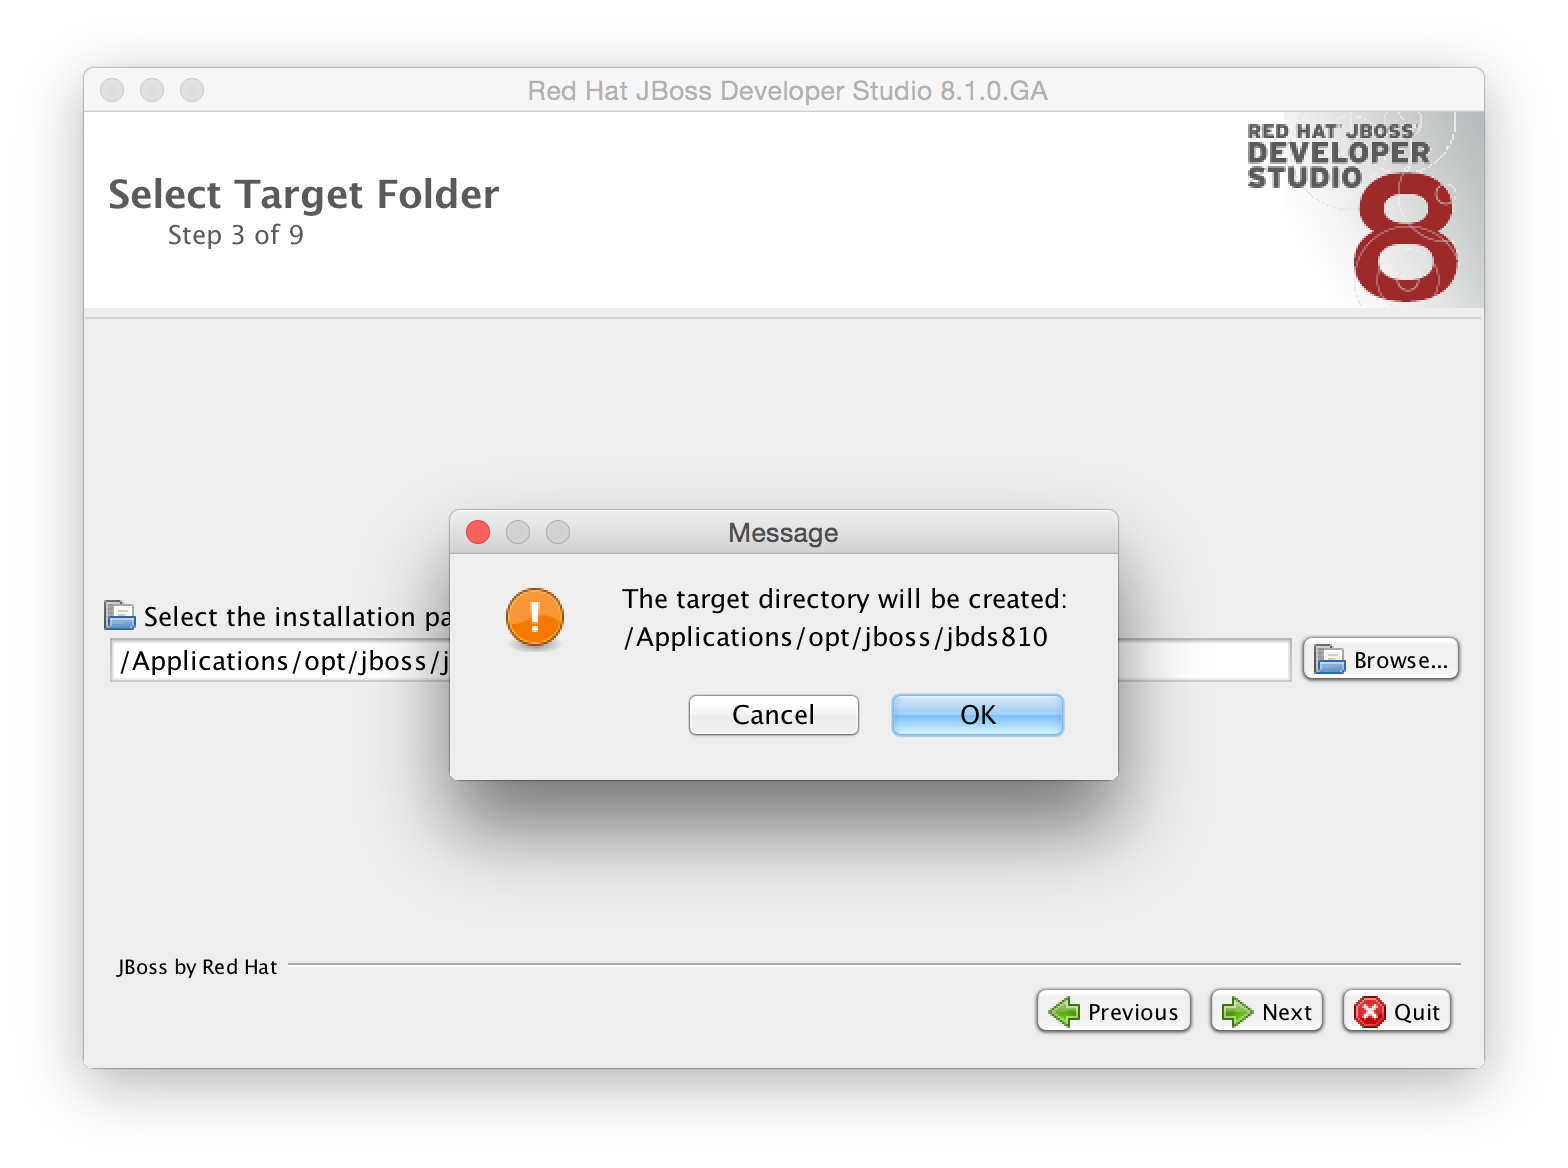 Red Hat JBoss Developer Studio 8.1.0.GA
RED HAT JBOSS
DEVELOPER
STUDIO
8
Select Target Folder
Step 3 of 9
Message
The target directory will be created:
/Applications/opt/jboss/jbds810
Cancel
OK
Select the installation pa
/Applications/opt/jboss/j
Browse...
JBoss by Red Hat
Previous
Next
Quit